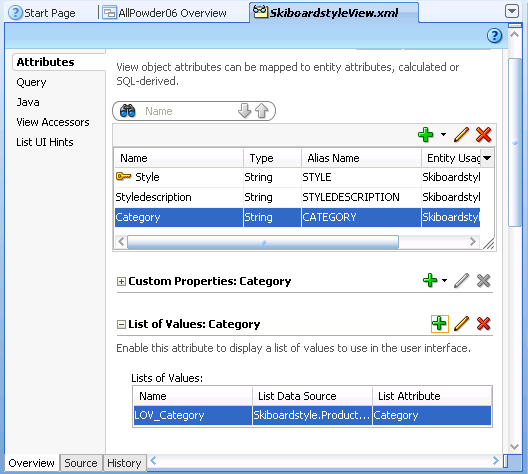 Start Page AllPowder06 Overview SkiboardstyleView.xml
Attributes
Query
Java
View Accessors
List UI Hints
View object attributes can be mapped to entity attributes, calculated or
SQL-derived.
Name
Name Type Alias Name Entity Usag
Style String STYLE Skiboardstyl
Styledescription String STYLEDESCRIPTION Skiboardstyl
Category String CATEGORY Skiboardstyl
Custom Properties: Category
List of Values: Category
Enable this attribute to display a list of values to use in the user interface.
Lists of Values:
Name List Data Source List Attribute
LOV_Category Skiboardstyle.Product... Category
Overview Source History